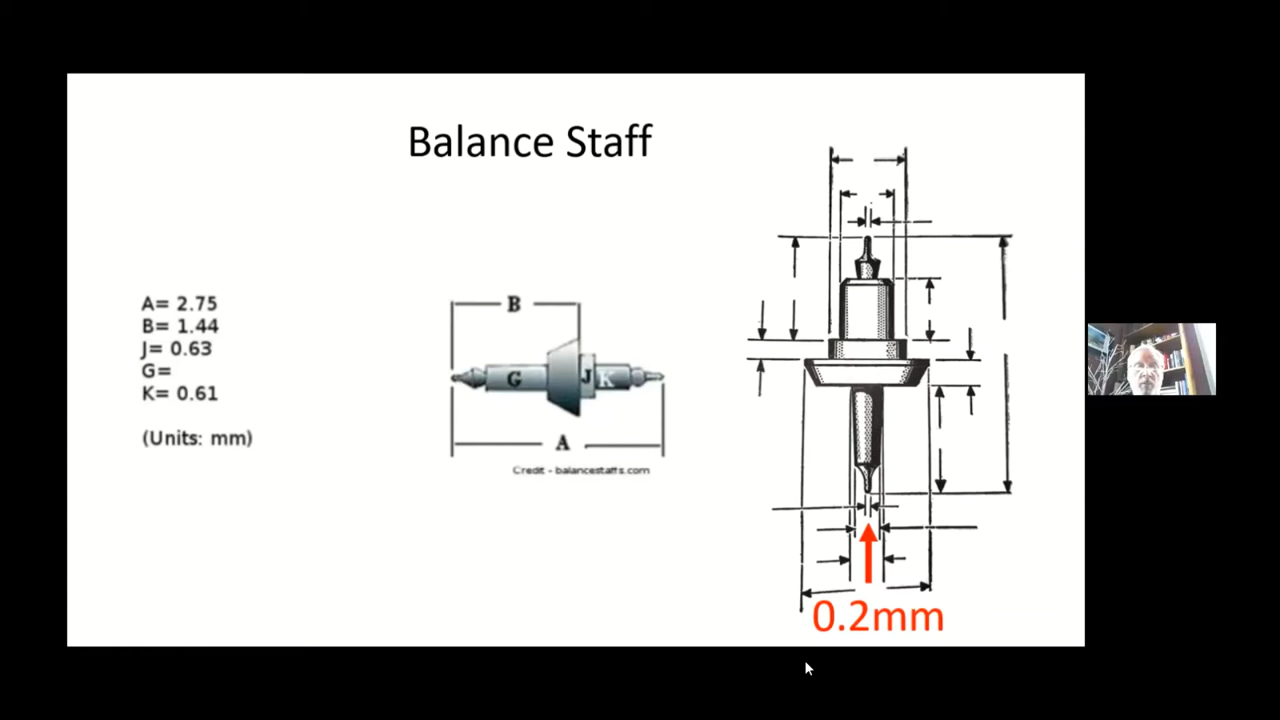 Balance Staff
A= 2.75
B= 1.44
J= 0.63
G=
K= 0.61
(Units: mm)
B
G
J
K
A
Credit - balancestaffs.com
0.2mm